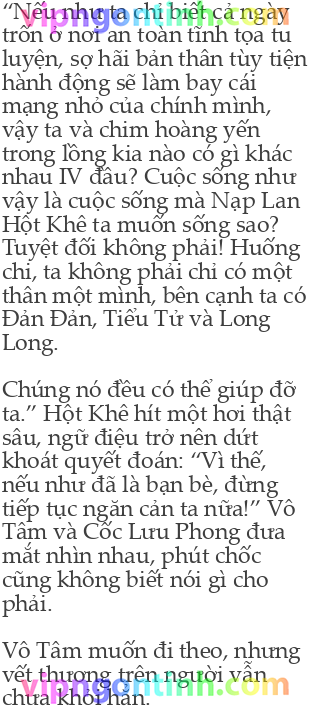 “Nếu như ta chỉ biết cả ngày
vipngontinh.com
trốn ở nơi an toàn tĩnh tọa tu
luyện, sợ hãi bản thân tùy tiện
hành động sẽ làm bay cái
mạng nhỏ của chính mình,
vậy ta và chim hoàng yến
trong lồng kia nào có gì khác
nhau IV đâu? Cuộc sống như
vậy là cuộc sống mà Nạp Lan
Hột Khê ta muốn sống sao?
Tuyệt đối không phải! Huống
chi, ta không phải chỉ có một
thân một mình, bên cạnh ta có
Đản Đản, Tiểu Tử và Long
Long.
Chúng nó đều có thể giúp đỡ
ta.” Hột Khê hít một hơi thật
sâu, ngữ điệu trở nên dứt
khoát quyết đoán: “Vì thế,
nếu như đã là bạn bè, đừng
tiếp tục ngăn cản ta nữa!” Vô
Tâm và Cốc Lưu Phong đưa
mắt nhìn nhau, phút chốc
cũng không biết nói gì cho
phải.
Vô Tâm muốn đi theo, nhưng
vết thương trên người vẫn
vipngontinh.com
chưa khỏi hẳn.